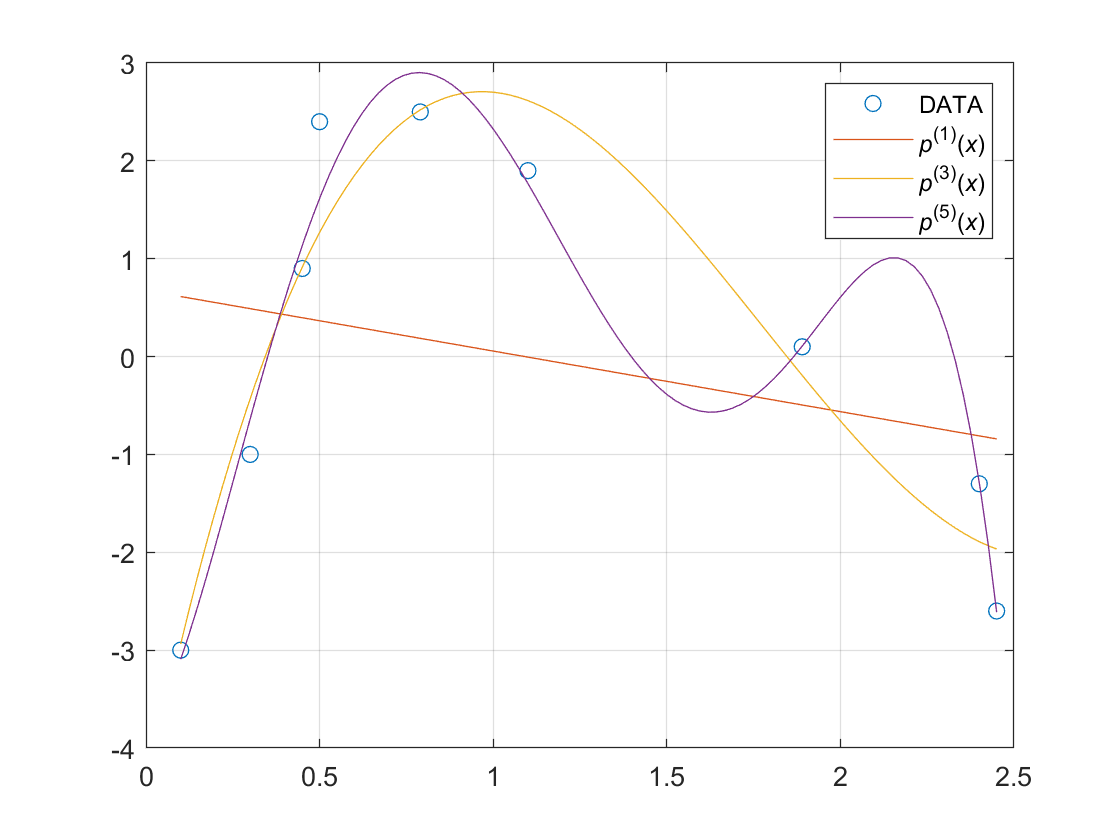 3
2
1
0
-1
-2
-3
-4
0 0.5 1 1.5 2 2.5
DATA
p^(1)(x)
p^(3)(x)
p^(5)(x)